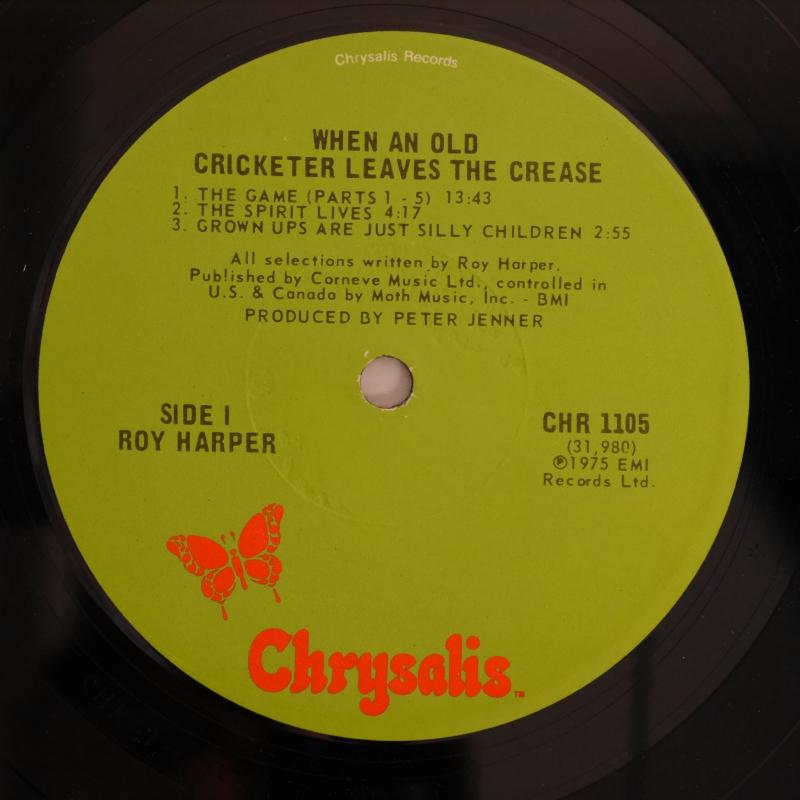 Chrysalis Records
WHEN AN OLD
CRICKETER LEAVES THE CREASE
1. THE GAME (PARTS 1 - 5) 13:43
2. THE SPIRIT LIVES 4:17
3. GROWN UPS ARE JUST SILLY CHILDREN 2:55
All selections written by Roy Harper.
Published by Corneve Music Ltd., controlled in
U.S. & Canada by Moth Music, Inc. - BMI
PRODUCED BY PETER JENNER
SIDE I
ROY HARPER
CHR 1105
(31,980)
℗1975 EMI
Records Ltd.
Chrysalis™